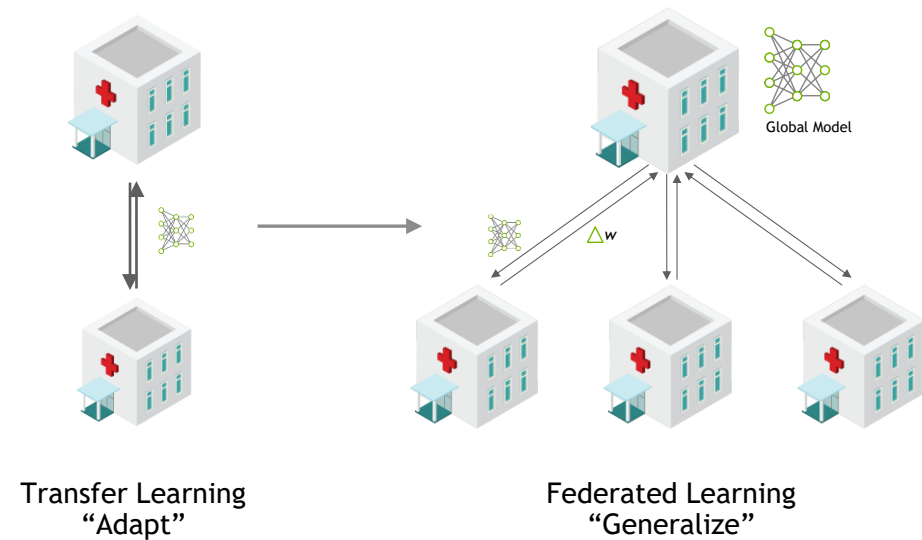 Global Model
△w
Transfer Learning
“Adapt”
Federated Learning
“Generalize”